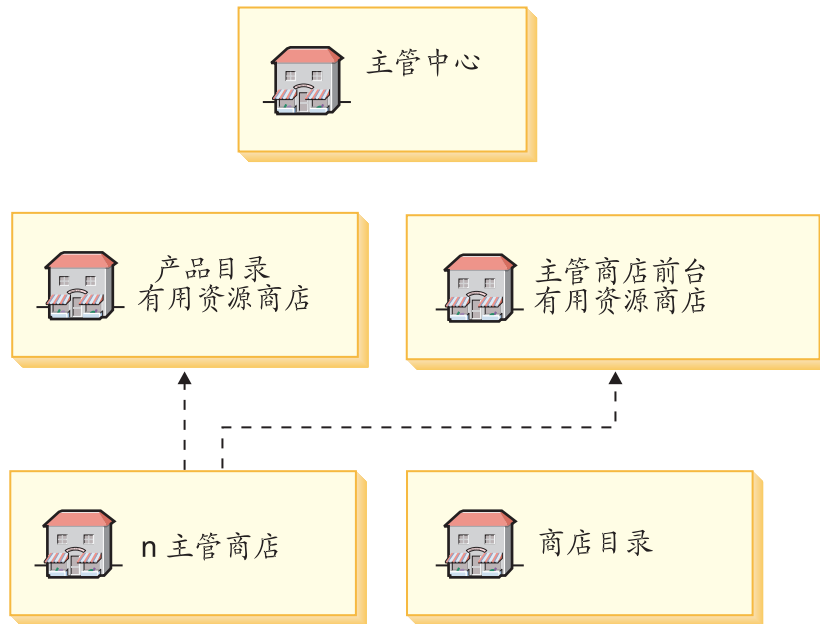 主管中心
产品目录
有用资源商店
主管商店前台
有用资源商店
n 主管商店
商店目录